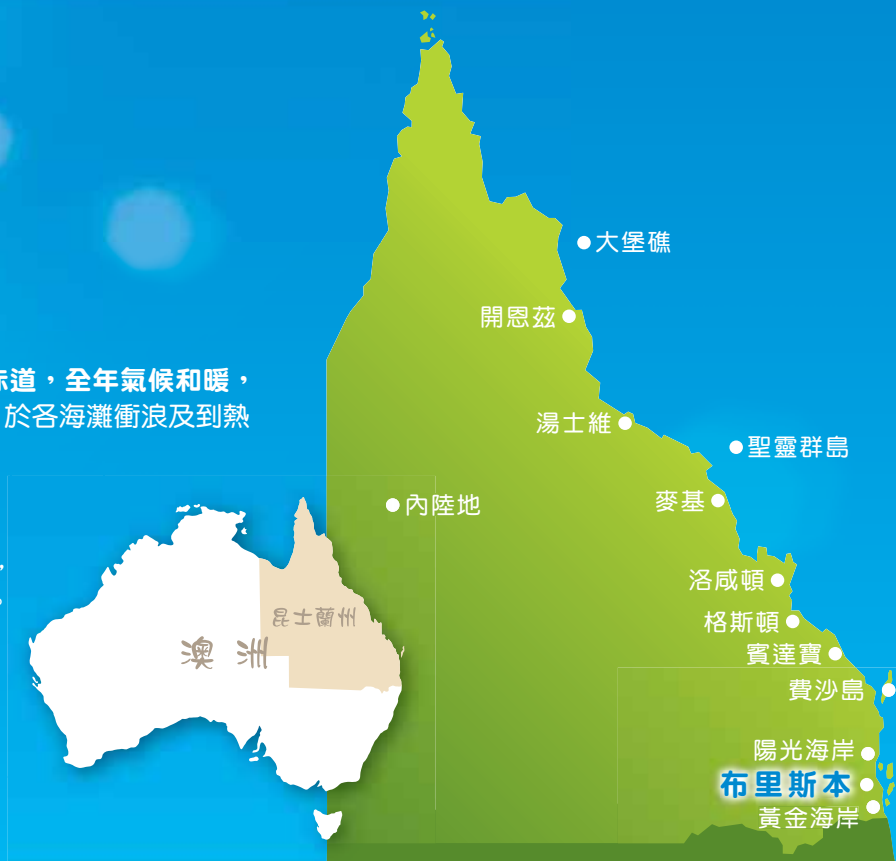 大堡礁
開恩茲
赤道，全年氣候和暖，
於各海灘衝浪及到熱
湯士維
聖靈群島
內陸地
麥基
，
。
洛咸頓
昆士蘭州
格斯頓
澳 洲
賓達寶
費沙島
陽光海岸
布里斯本
黃金海岸